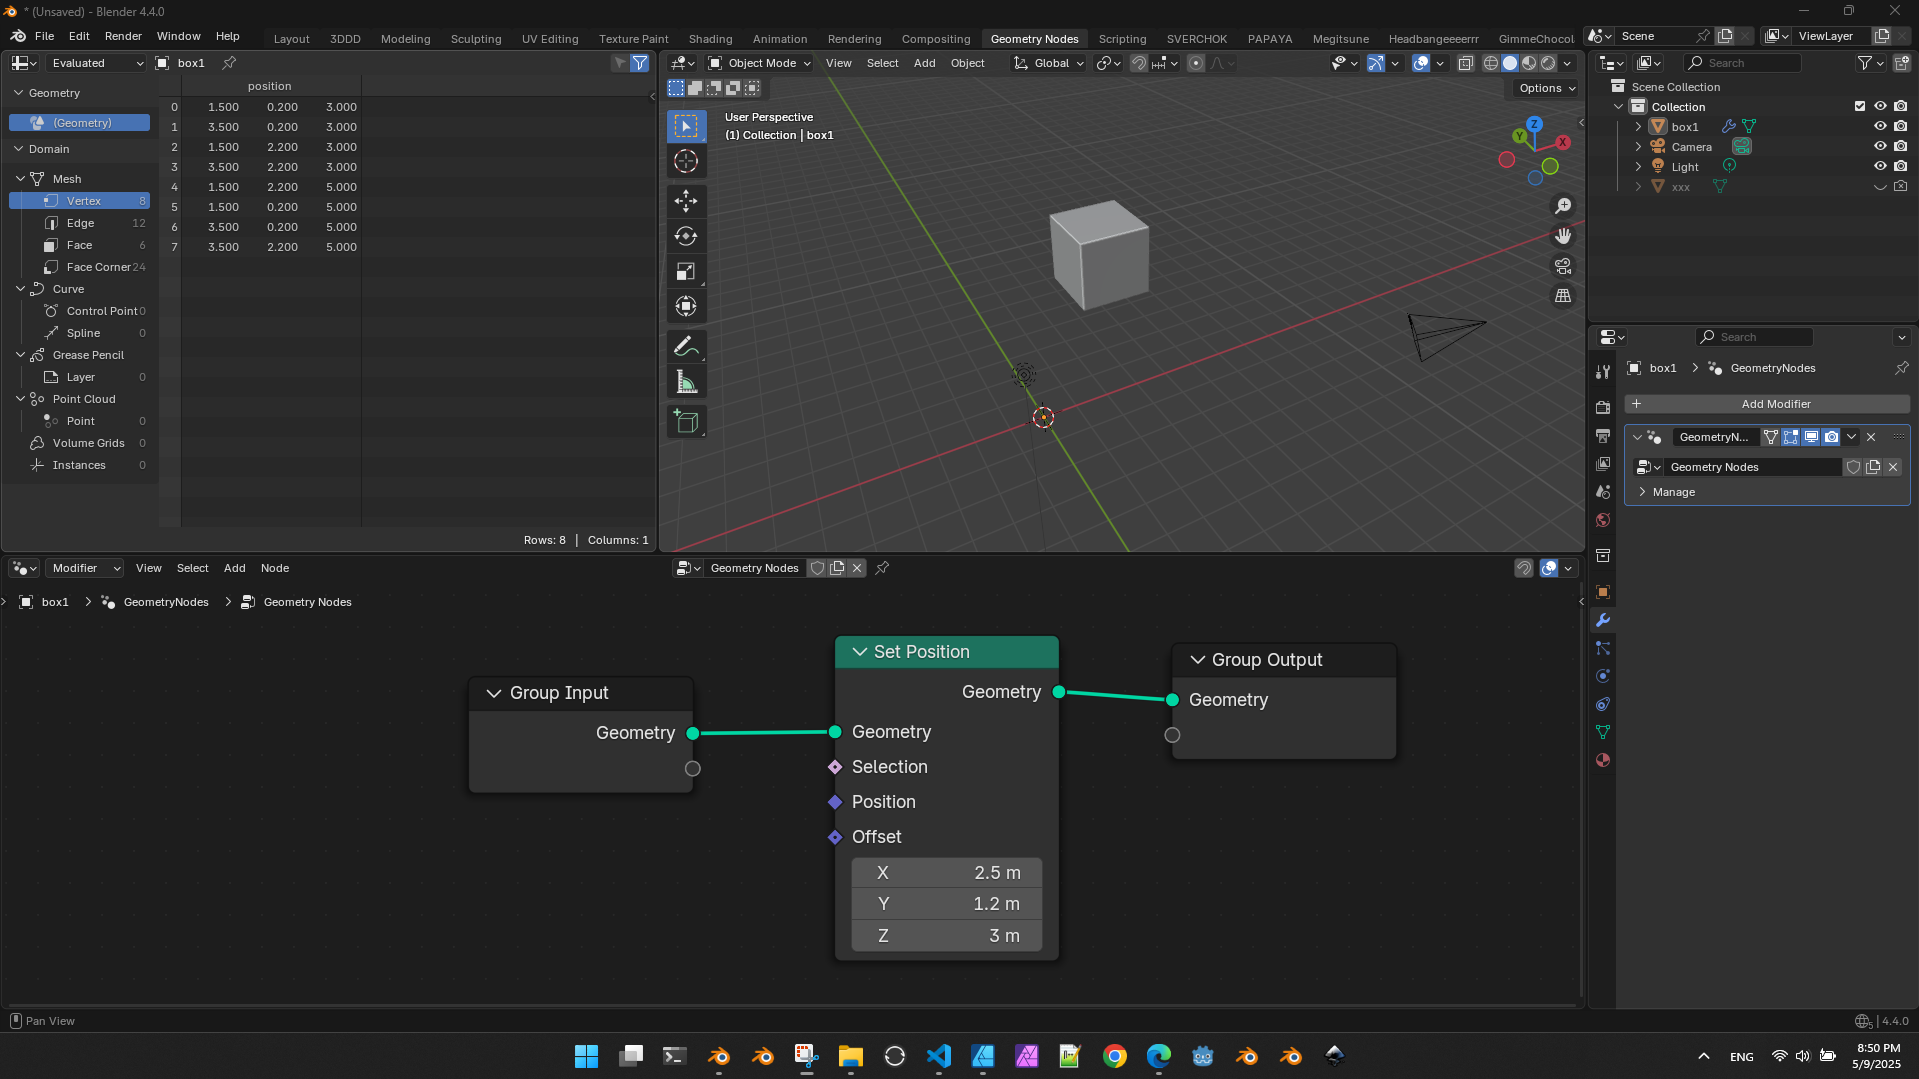 * (Unsaved) - Blender 4.4.0
File Edit Render Window Help Layout 3DDD Modeling Sculpting UV Editing Texture Paint Shading Animation Rendering Compositing Geometry Nodes Scripting SVERCHOK PAPAYA Megitsune Headbangeeeerrr GimmeChocol Scene ViewLayer
Evaluated box1
position
Geometry
(Geometry)
Domain
Mesh
Vertex 8
Edge 12
Face 6
Face Corner 24
Curve
Control Point 0
Spline 0
Grease Pencil
Layer 0
Point Cloud
Point 0
Volume Grids 0
Instances 0
0 1.500 0.200 3.000
1 3.500 0.200 3.000
2 1.500 2.200 3.000
3 3.500 2.200 3.000
4 1.500 2.200 5.000
5 1.500 0.200 5.000
6 3.500 0.200 5.000
7 3.500 2.200 5.000
Rows: 8 | Columns: 1
Object Mode View Select Add Object Global
Options
User Perspective
(1) Collection | box1
Z
Y
X
Search
Scene Collection
Collection
box1
Camera
Light
xxx
Search
box1 > GeometryNodes
+ Add Modifier
GeometryN...
Geometry Nodes
Manage
Modifier View Select Add Node Geometry Nodes
box1 > GeometryNodes > Geometry Nodes
Group Input
Geometry
Set Position
Geometry
Geometry
Selection
Position
Offset
X 2.5 m
Y 1.2 m
Z 3 m
Group Output
Geometry
Pan View
5 | 4.4.0
ENG
8:50 PM
5/9/2025